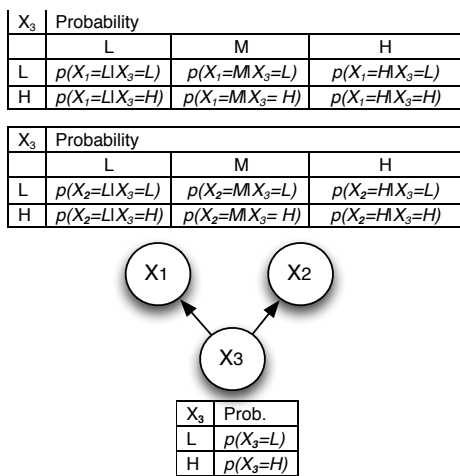 X₃ Probability
L M H
L p(X₁=L|X₃=L) p(X₁=M|X₃=L) p(X₁=H|X₃=L)
H p(X₁=L|X₃=H) p(X₁=M|X₃= H) p(X₁=H|X₃=H)
X₃ Probability
L M H
L p(X₂=L|X₃=L) p(X₂=M|X₃=L) p(X₂=H|X₃=L)
H p(X₂=L|X₃=H) p(X₂=M|X₃= H) p(X₂=H|X₃=H)
X1 X2
X3
X₃ Prob.
L p(X₃=L)
H p(X₃=H)